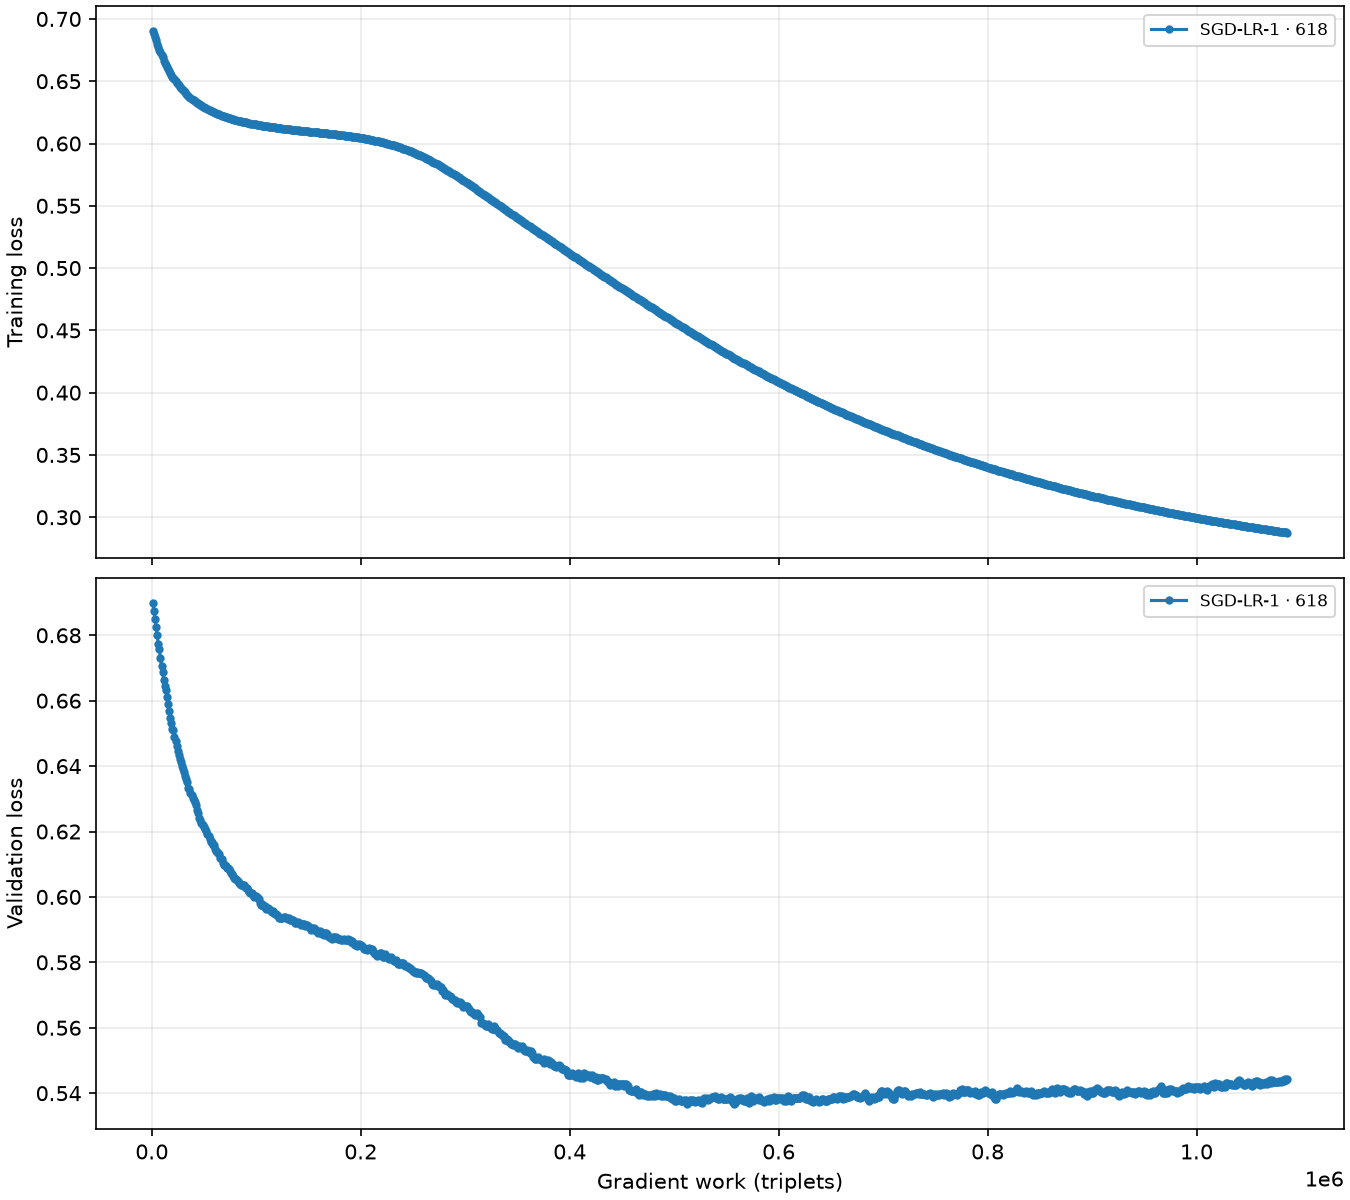 Training loss
0.70
0.65
0.60
0.55
0.50
0.45
0.40
0.35
0.30
SGD-LR-1 · 618
Validation loss
0.68
0.66
0.64
0.62
0.60
0.58
0.56
0.54
SGD-LR-1 · 618
0.0 0.2 0.4 0.6 0.8 1.0
1e6
Gradient work (triplets)